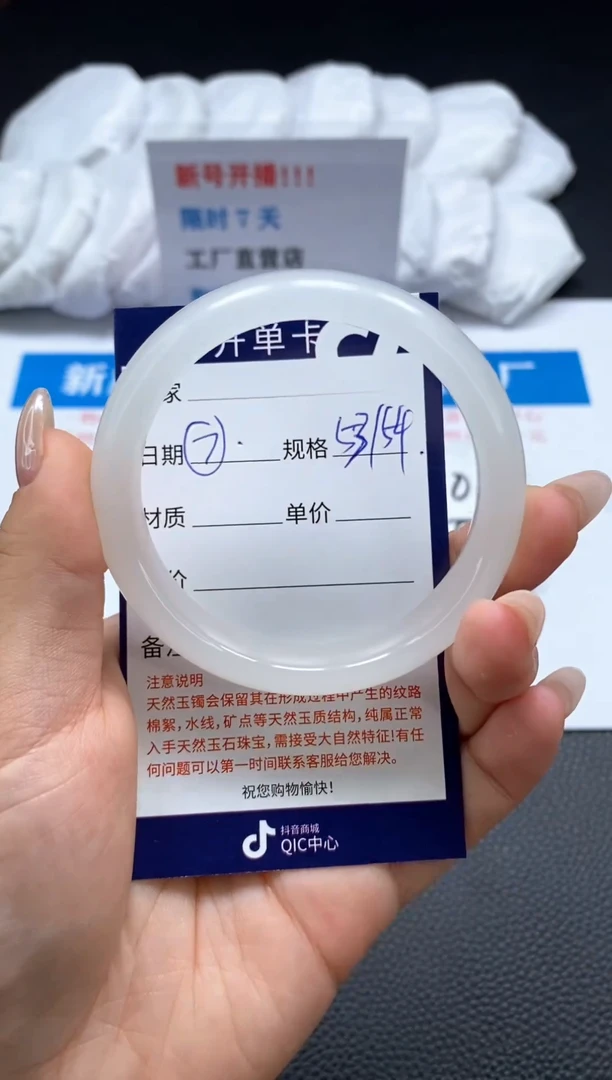 新号开播!!!
限时7天
工厂直营店
新
厂
开单卡
家
日期 ㄱ· 规格 53/54.
材质 单价
价
备注
注意说明
天然玉镯会保留其在形成过程中产生的纹路
棉絮,水线,矿点等天然玉质结构,纯属正常
入手天然玉石珠宝,需接受大自然特征!有任
何问题可以第一时间联系客服给您解决。
祝您购物愉快!
抖音商城
QIC中心